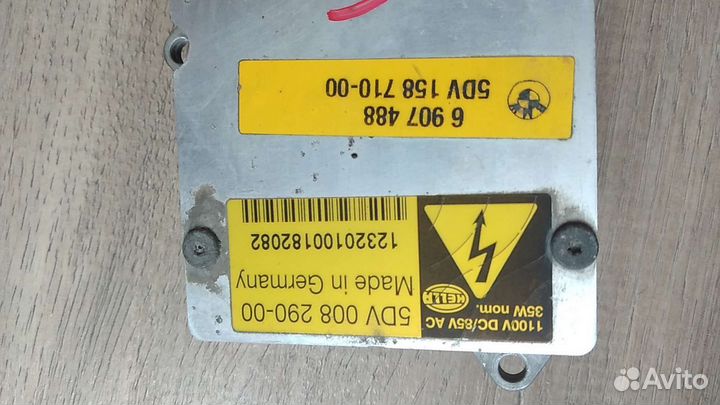 5DV 008 290-00
Made in Germany
12320100182082
HELLA
1100V DC/85V AC
35W nom.
6 907 488
5DV 158 710-00
Avito